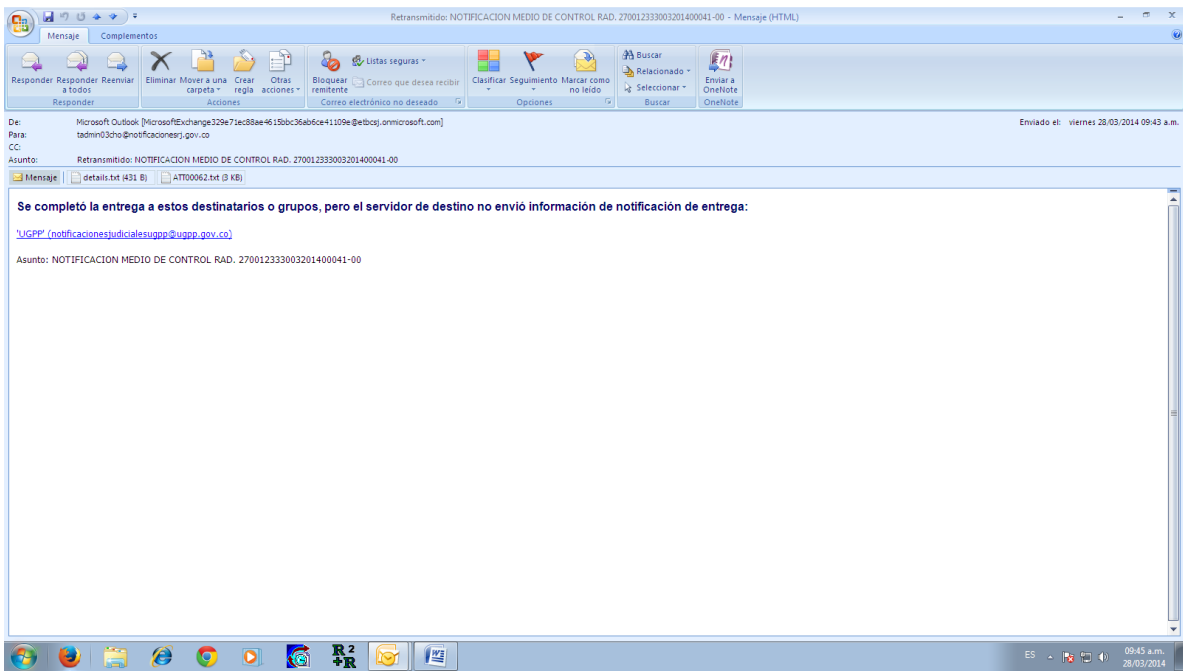 Retransmitido: NOTIFICACION MEDIO DE CONTROL RAD. 27001233300320140041-00 - Mensaje (HTML)
Mensaje Complementos
Responder Responder a todos Reenviar Eliminar Mover a una carpeta Crear regla Otras acciones Bloquear remitente Listas seguras Correo que desea recibir Clasificar Seguimiento Marcar como no leído Buscar Relacionado Seleccionar Enviar a OneNote
Responder Acciones Correo electrónico no deseado Opciones Buscar OneNote
De: Microsoft Outlook [MicrosoftExchange329e71ec88ae4615bbc36ab6ce41109e@etbcsj.onmicrosoft.com] Enviado el: viernes 28/03/2014 09:43 a.m.
Para: tadmin03cho@notificacionesrj.gov.co
CC:
Asunto: Retransmitido: NOTIFICACION MEDIO DE CONTROL RAD. 270012333003201400041-00
Mensaje details.txt (431 B) ATT00062.txt (3 KB)
Se completó la entrega a estos destinatarios o grupos, pero el servidor de destino no envió información de notificación de entrega:
'UGPP' (notificacionesjudicialesugpp@ugpp.gov.co)
Asunto: NOTIFICACION MEDIO DE CONTROL RAD. 270012333003201400041-00
R² +R
ES 09:45 a.m.
28/03/2014